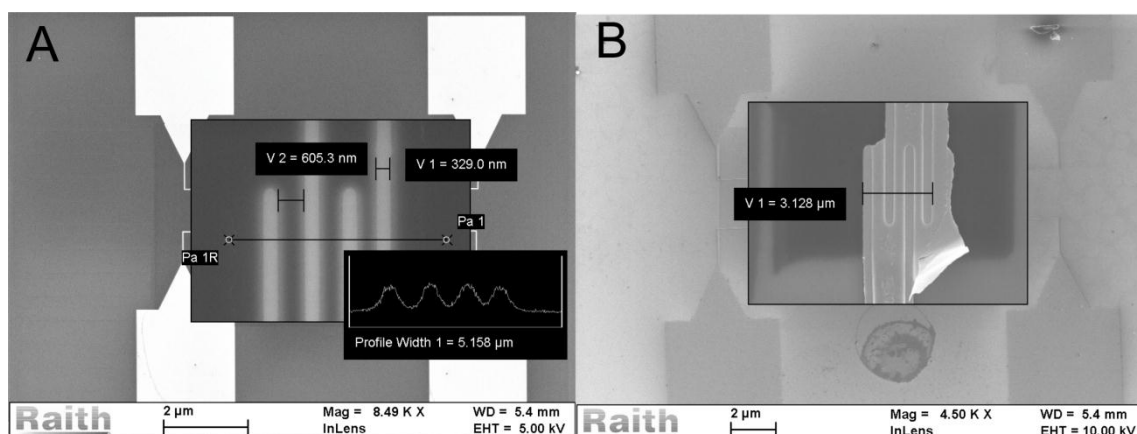 A
V 2 = 605.3 nm
V 1 = 329.0 nm
Pa 1
Pa 1R
Profile Width 1 = 5.158 µm
Raith
2 µm
Mag = 8.49 K X
WD = 5.4 mm
InLens
EHT = 5.00 kV
B
V 1 = 3.128 µm
Raith
2 µm
Mag = 4.50 K X
WD = 5.4 mm
InLens
EHT = 10.00 kV